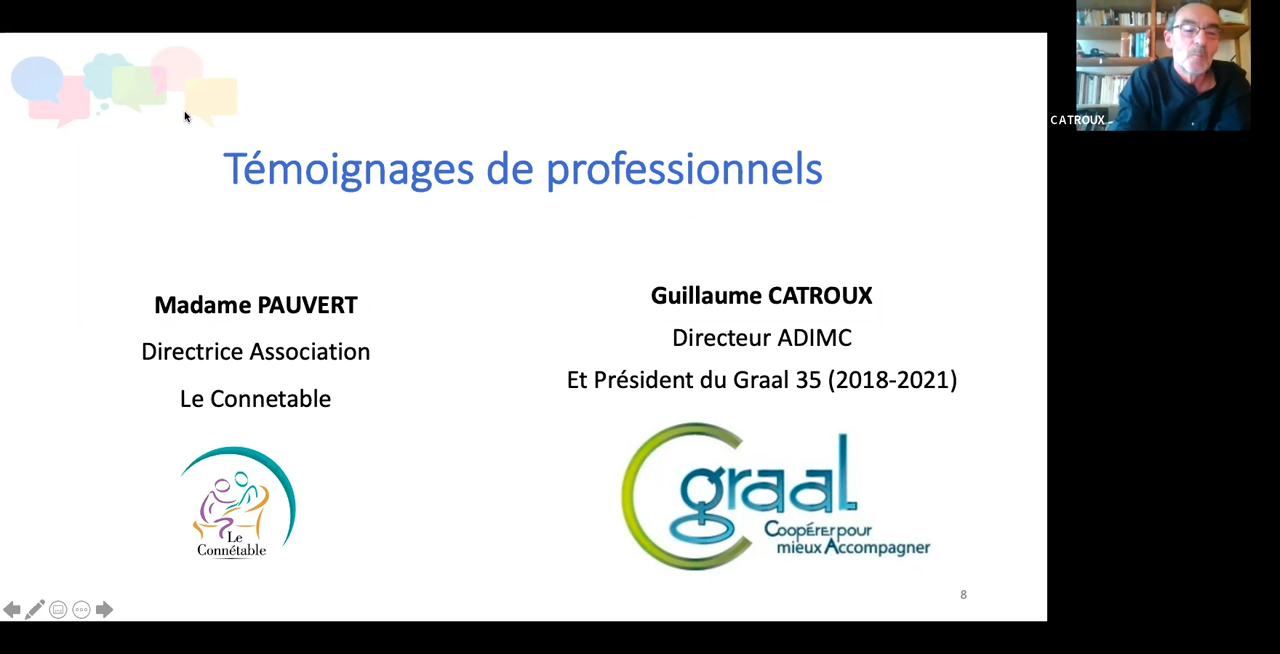 Témoignages de professionnels
Madame PAUVERT
Directrice Association
Le Connetable
Le
Connétable
Guillaume CATROUX
Directeur ADIMC
Et Président du Graal 35 (2018-2021)
graal
Coopérer pour
mieux Accompagner
8
CATROUX